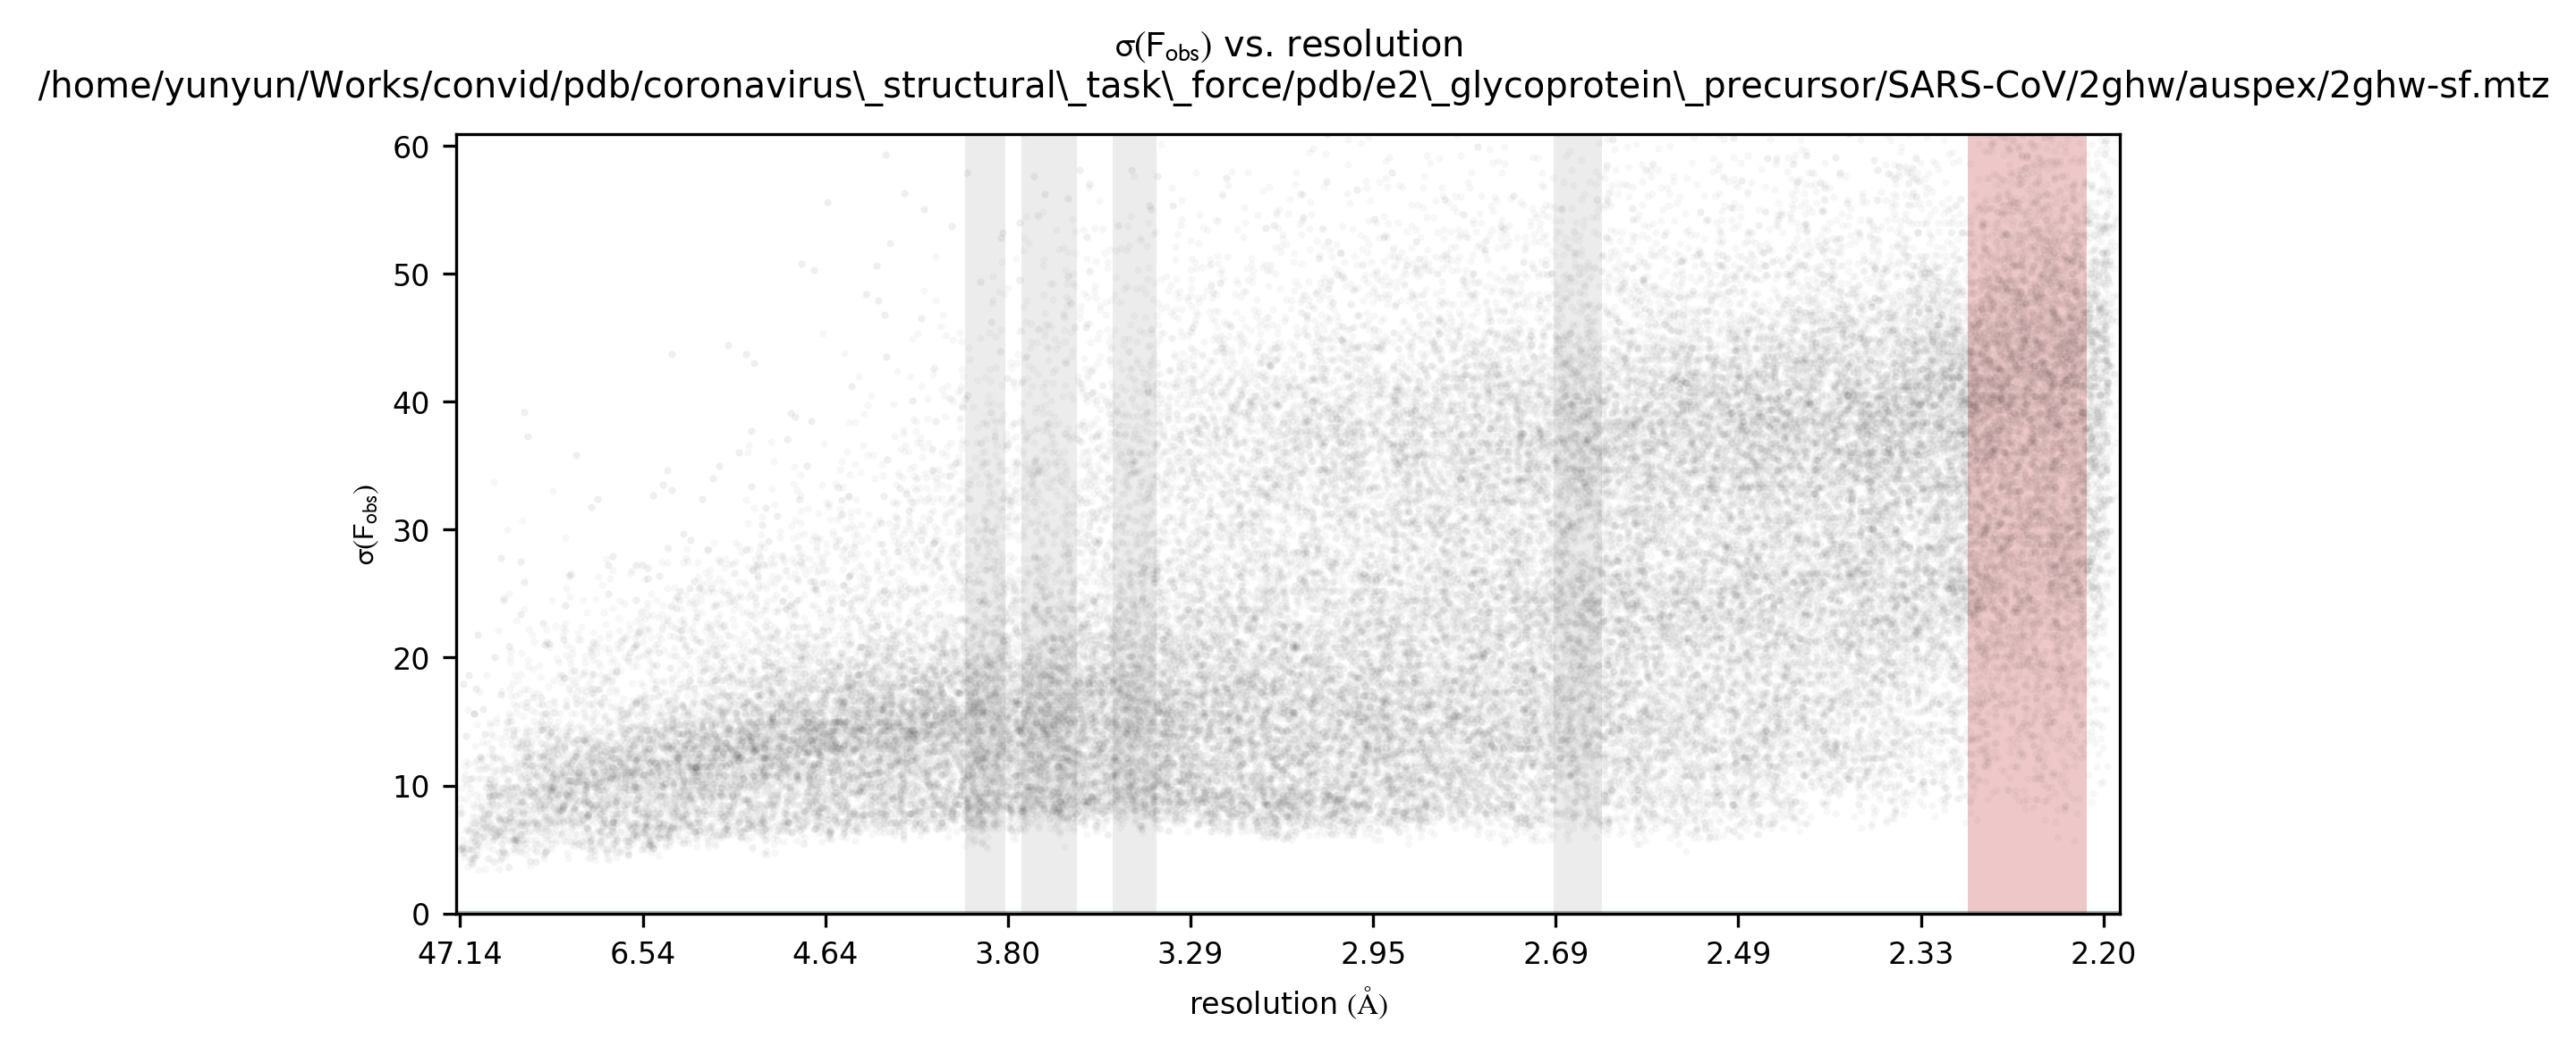 σ(F_obs) vs. resolution
/home/yunyun/Works/convid/pdb/coronavirus\_structural\_task\_force/pdb/e2\_glycoprotein\_precursor/SARS-CoV/2ghw/auspex/2ghw-sf.mtz
60
50
40
30
20
10
0
σ(F_obs)
47.14 6.54 4.64 3.80 3.29 2.95 2.69 2.49 2.33 2.20
resolution (Å)